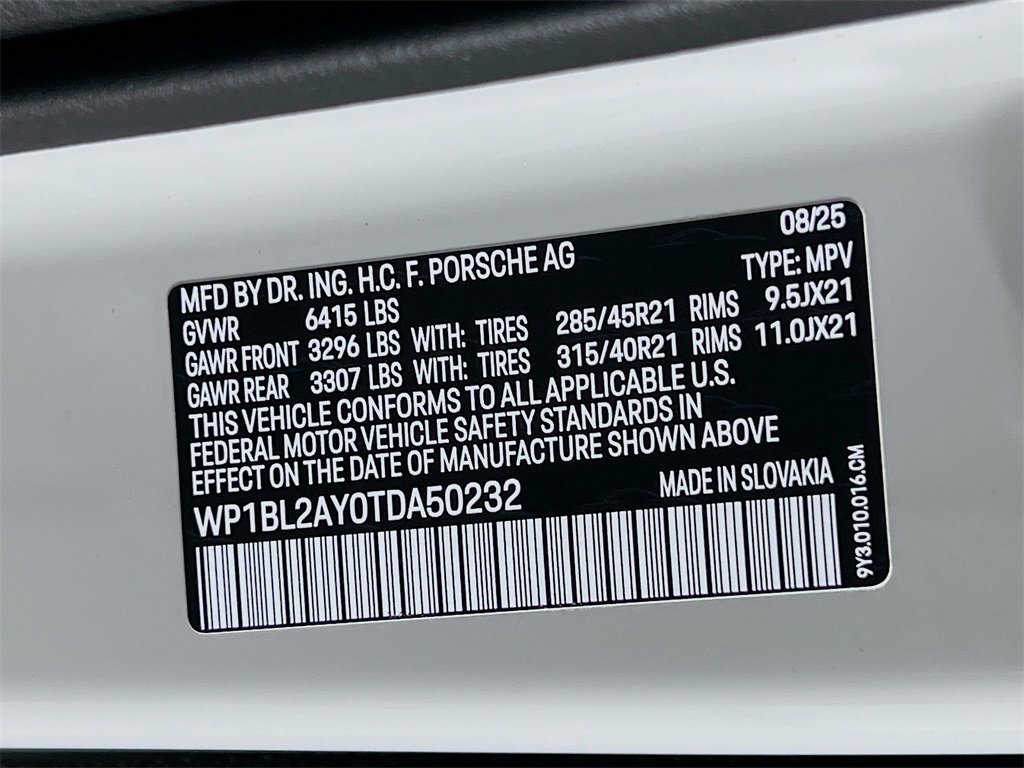 08/25
MFD BY DR. ING. H.C. F. PORSCHE AG TYPE: MPV
GVWR 6415 LBS
GAWR FRONT 3296 LBS WITH: TIRES 285/45R21 RIMS 9.5JX21
GAWR REAR 3307 LBS WITH: TIRES 315/40R21 RIMS 11.0JX21
THIS VEHICLE CONFORMS TO ALL APPLICABLE U.S.
FEDERAL MOTOR VEHICLE SAFETY STANDARDS IN
EFFECT ON THE DATE OF MANUFACTURE SHOWN ABOVE
WP1BL2AY0TDA50232 MADE IN SLOVAKIA
9Y3.010.016.CM